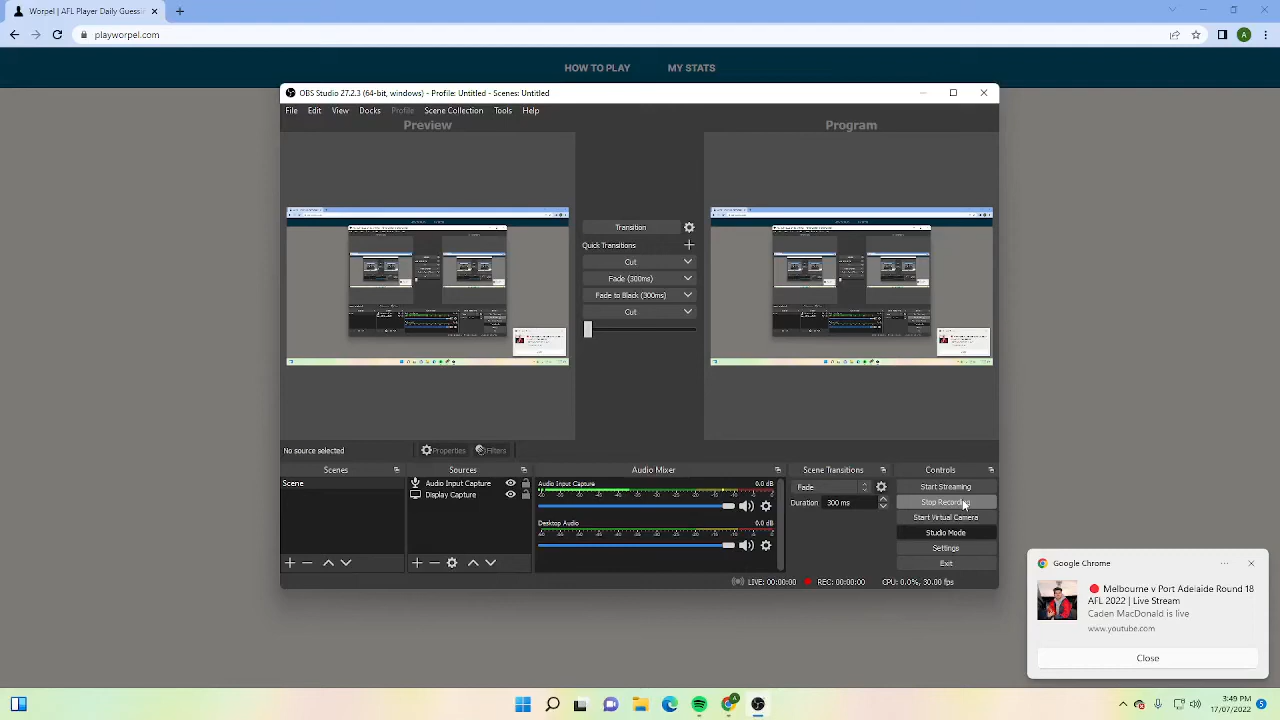 Worpel | AFL Player Daily Guess
playworpel.com
A
HOW TO PLAY MY STATS
OBS Studio 27.2.3 (64-bit, windows) - Profile: Untitled - Scenes: Untitled
File Edit View Docks Profile Scene Collection Tools Help
Preview
Program
Transition
Quick Transitions
Cut
Fade (300ms)
Fade to Black (300ms)
Cut
No source selected
Properties Filters
Scenes
Scene
Sources
Audio Input Capture
Display Capture
Audio Mixer
Audio Input Capture 0.0 dB
Desktop Audio 0.0 dB
Scene Transitions
Fade
Duration 300 ms
Controls
Start Streaming
Stop Recording
Start Virtual Camera
Studio Mode
Settings
Exit
LIVE: 00:00:00 REC: 00:00:00 CPU: 0.0%, 30.00 fps
Google Chrome
Melbourne v Port Adelaide Round 18
AFL 2022 | Live Stream
Caden MacDonald is live
www.youtube.com
Close
3:49 PM
17/07/2022
5